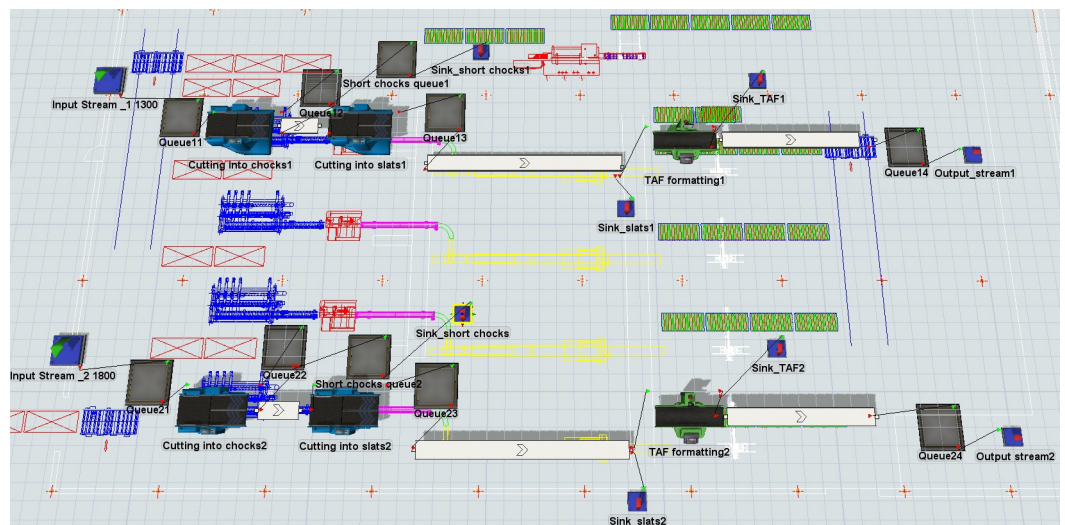 Sink_short chocks1
Short chocks queue1
Input Stream _1 1300
Queue12
Sink_TAF1
Queue11
Queue13
Cutting into chocks1
Cutting into slats1
TAF formatting1
Queue14
Output_stream1
Sink_slats1
Sink_short chocks
Queue22
Input Stream _2 1800
Short chocks queue2
Sink_TAF2
Queue21
Queue23
Cutting into chocks2
Cutting into slats2
TAF formatting2
Queue24
Output stream2
Sink_slats2